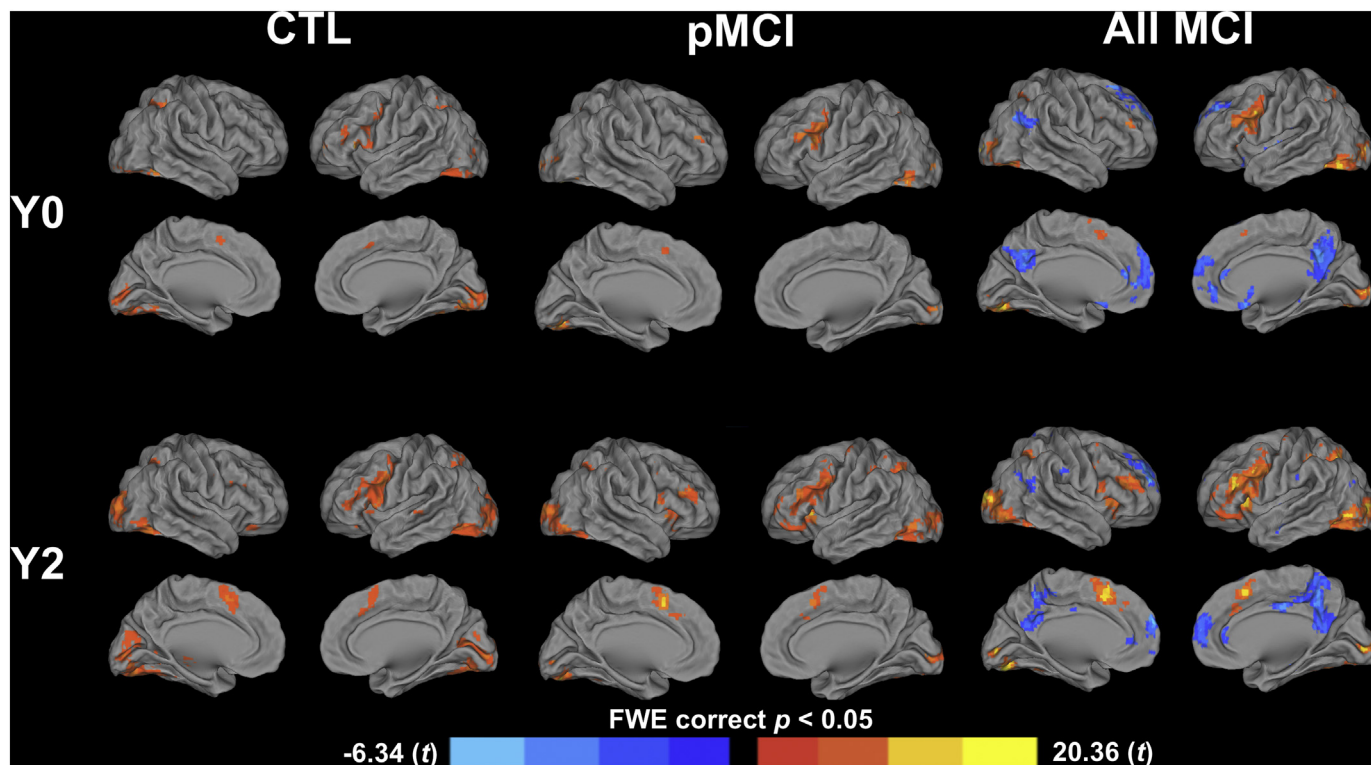 CTL pMCI All MCI
Y0
Y2
FWE correct p < 0.05
-6.34 (t) 20.36 (t)